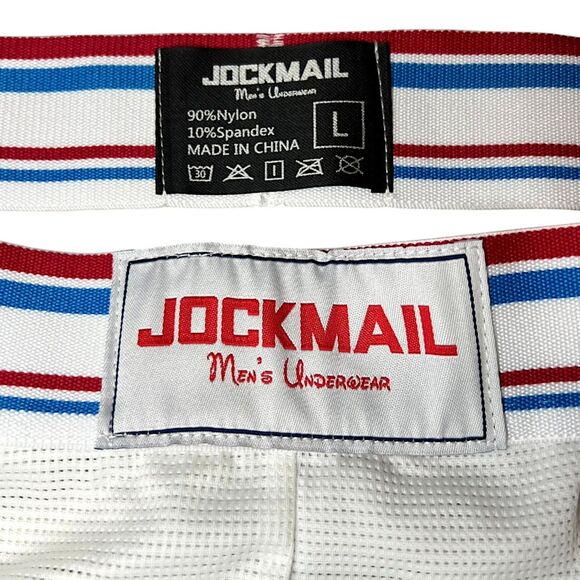 JOCKMAIL
Men's Underwear
90%Nylon
10%Spandex
MADE IN CHINA
L
30
JOCKMAIL
Men's Underwear